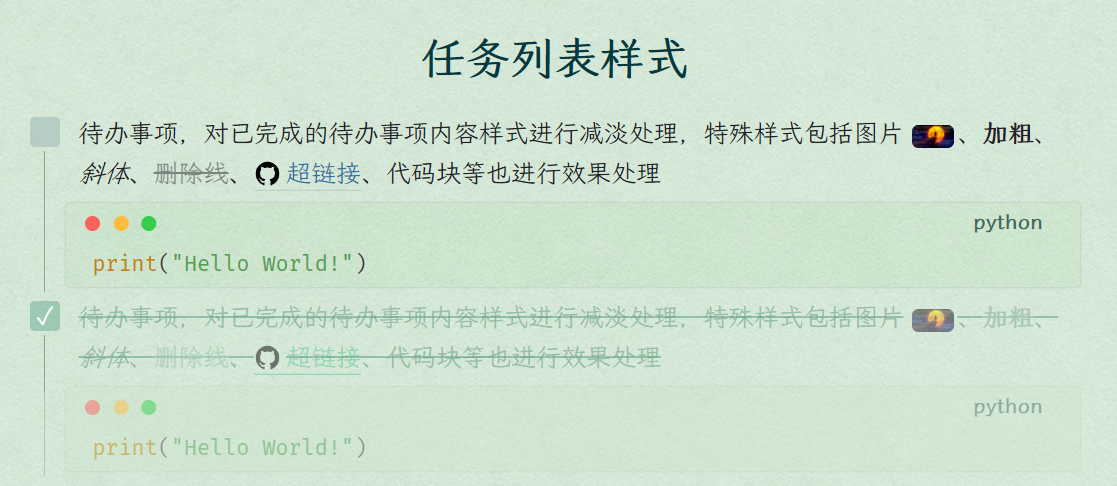 任务列表样式
待办事项，对已完成的待办事项内容样式进行减淡处理，特殊样式包括图片 、加粗、
斜体、删除线、 超链接、代码块等也进行效果处理
python
print("Hello World!")
待办事项，对已完成的待办事项内容样式进行减淡处理，特殊样式包括图片 、加粗、
斜体、删除线、 超链接、代码块等也进行效果处理
python
print("Hello World!")